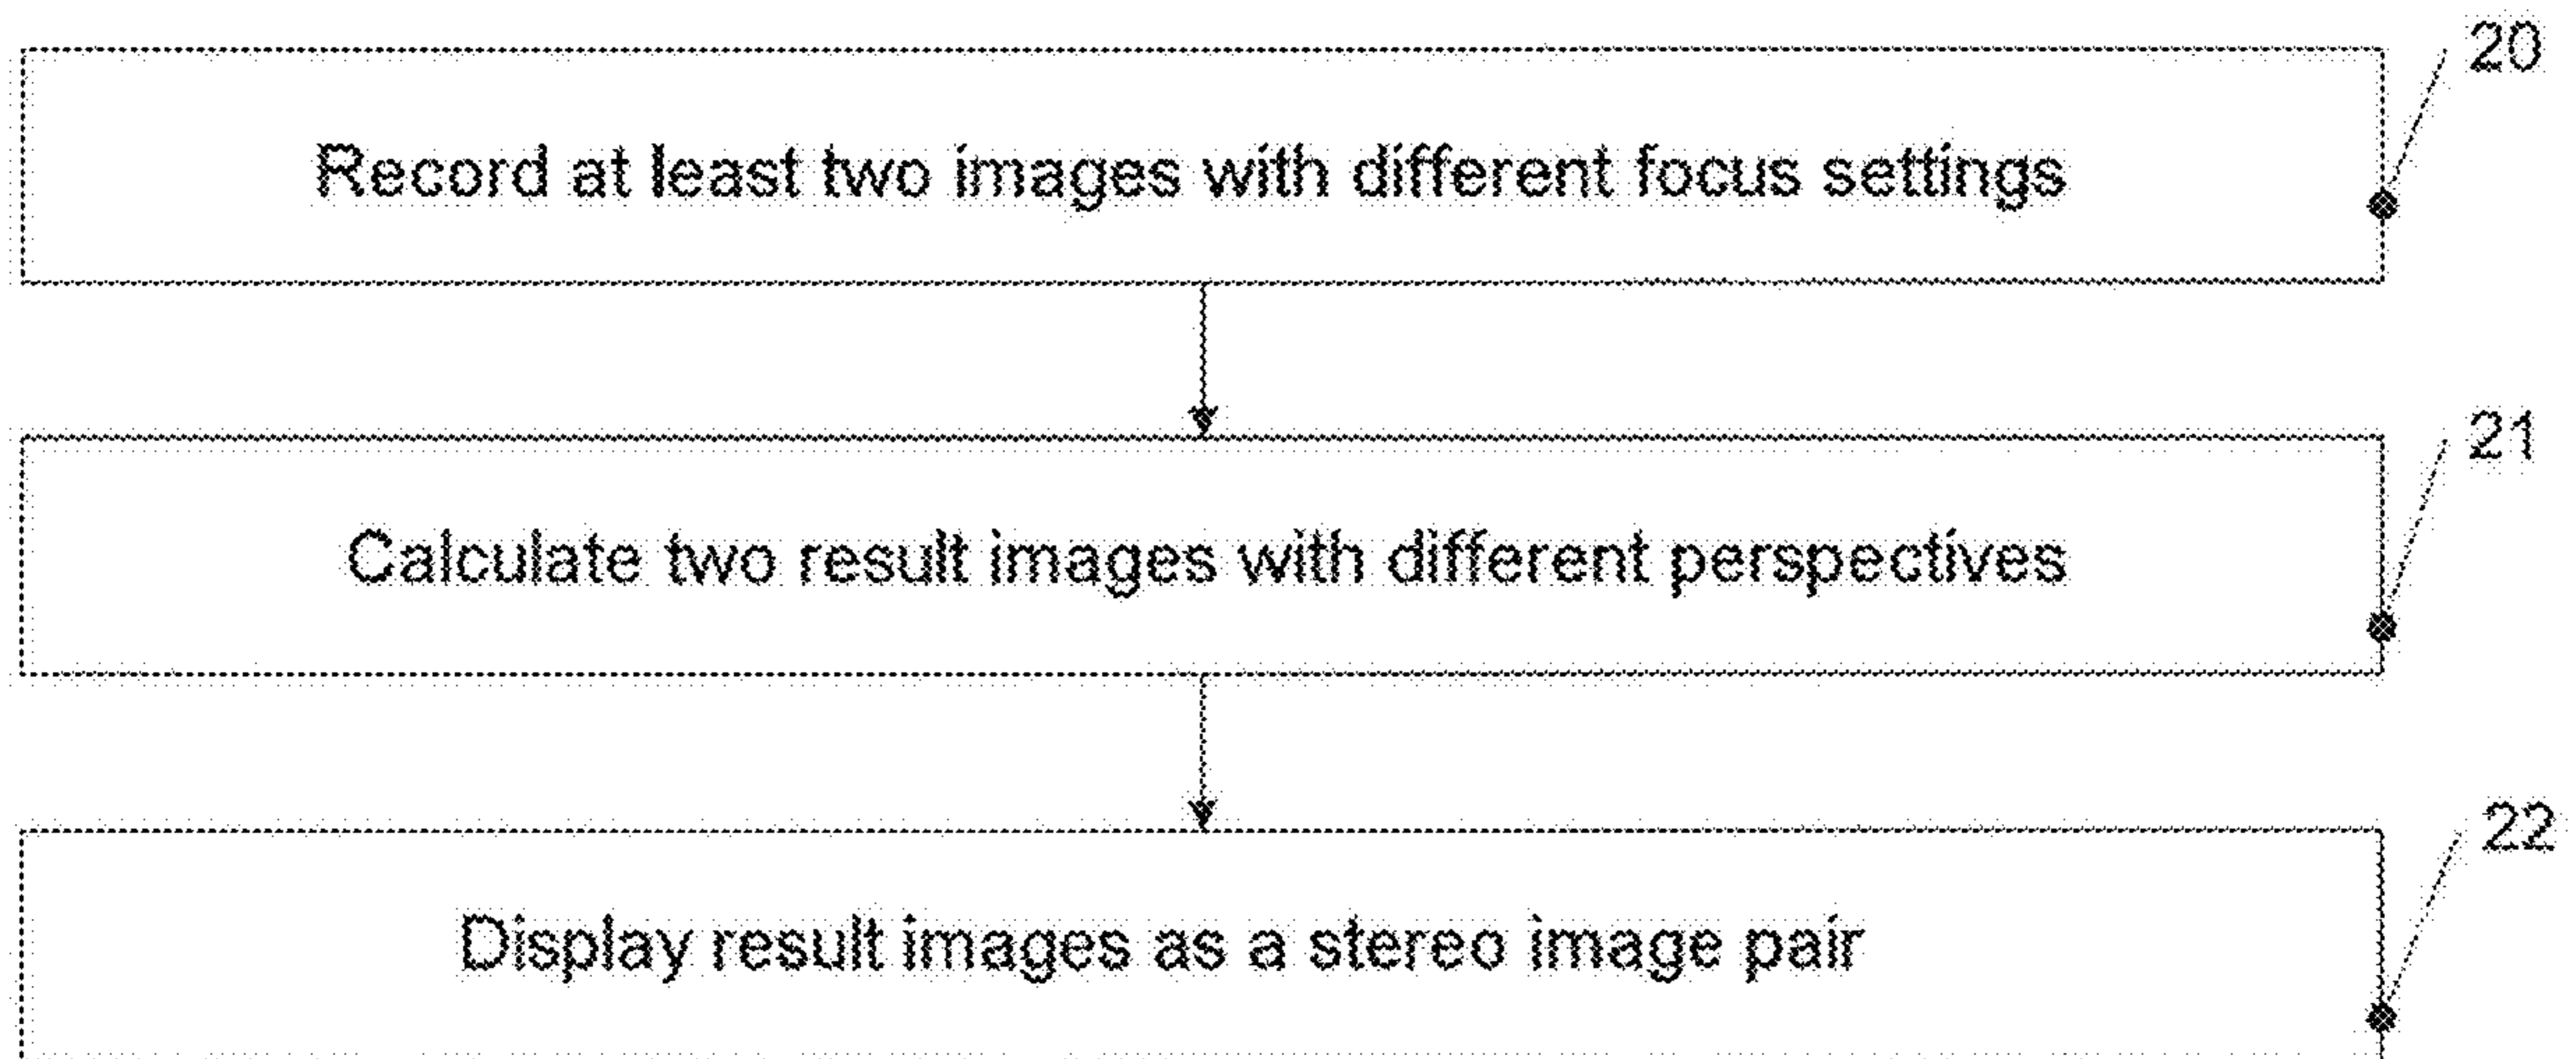 20
Record at least two images with different focus settings
21
Calculate two result images with different perspectives
22
Display result images as a stereo image pair